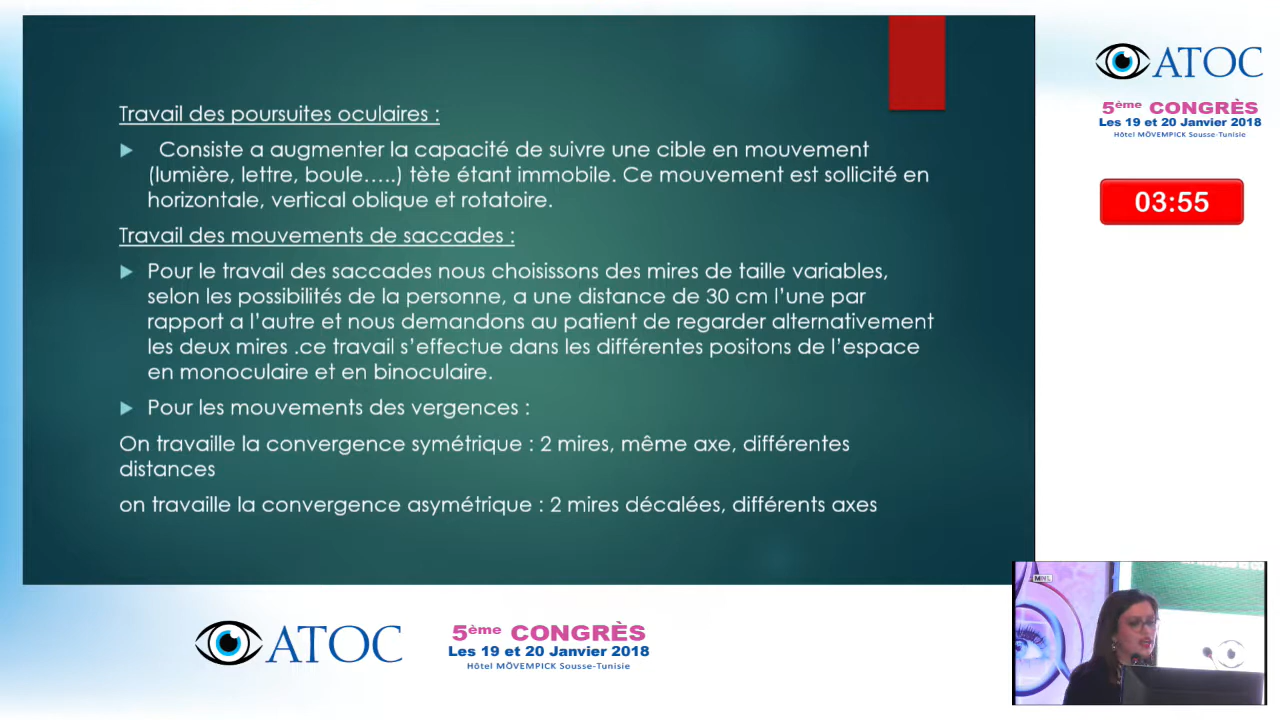 Travail des poursuites oculaires :
Consiste a augmenter la capacité de suivre une cible en mouvement
(lumière, lettre, boule.....) tète étant immobile. Ce mouvement est sollicité en
horizontale, vertical oblique et rotatoire.
Travail des mouvements de saccades :
Pour le travail des saccades nous choisissons des mires de taille variables,
selon les possibilités de la personne, a une distance de 30 cm l'une par
rapport a l'autre et nous demandons au patient de regarder alternativement
les deux mires .ce travail s'effectue dans les différentes positons de l'espace
en monoculaire et en binoculaire.
Pour les mouvements des vergences :
On travaille la convergence symétrique : 2 mires, même axe, différentes
distances
on travaille la convergence asymétrique : 2 mires décalées, différents axes
ATOC
5ème CONGRÈS
Les 19 et 20 Janvier 2018
Hôtel MÖVEMPICK Sousse-Tunisie
03:55
ATOC
5ème CONGRÈS
Les 19 et 20 Janvier 2018
Hôtel MÖVEMPICK Sousse-Tunisie